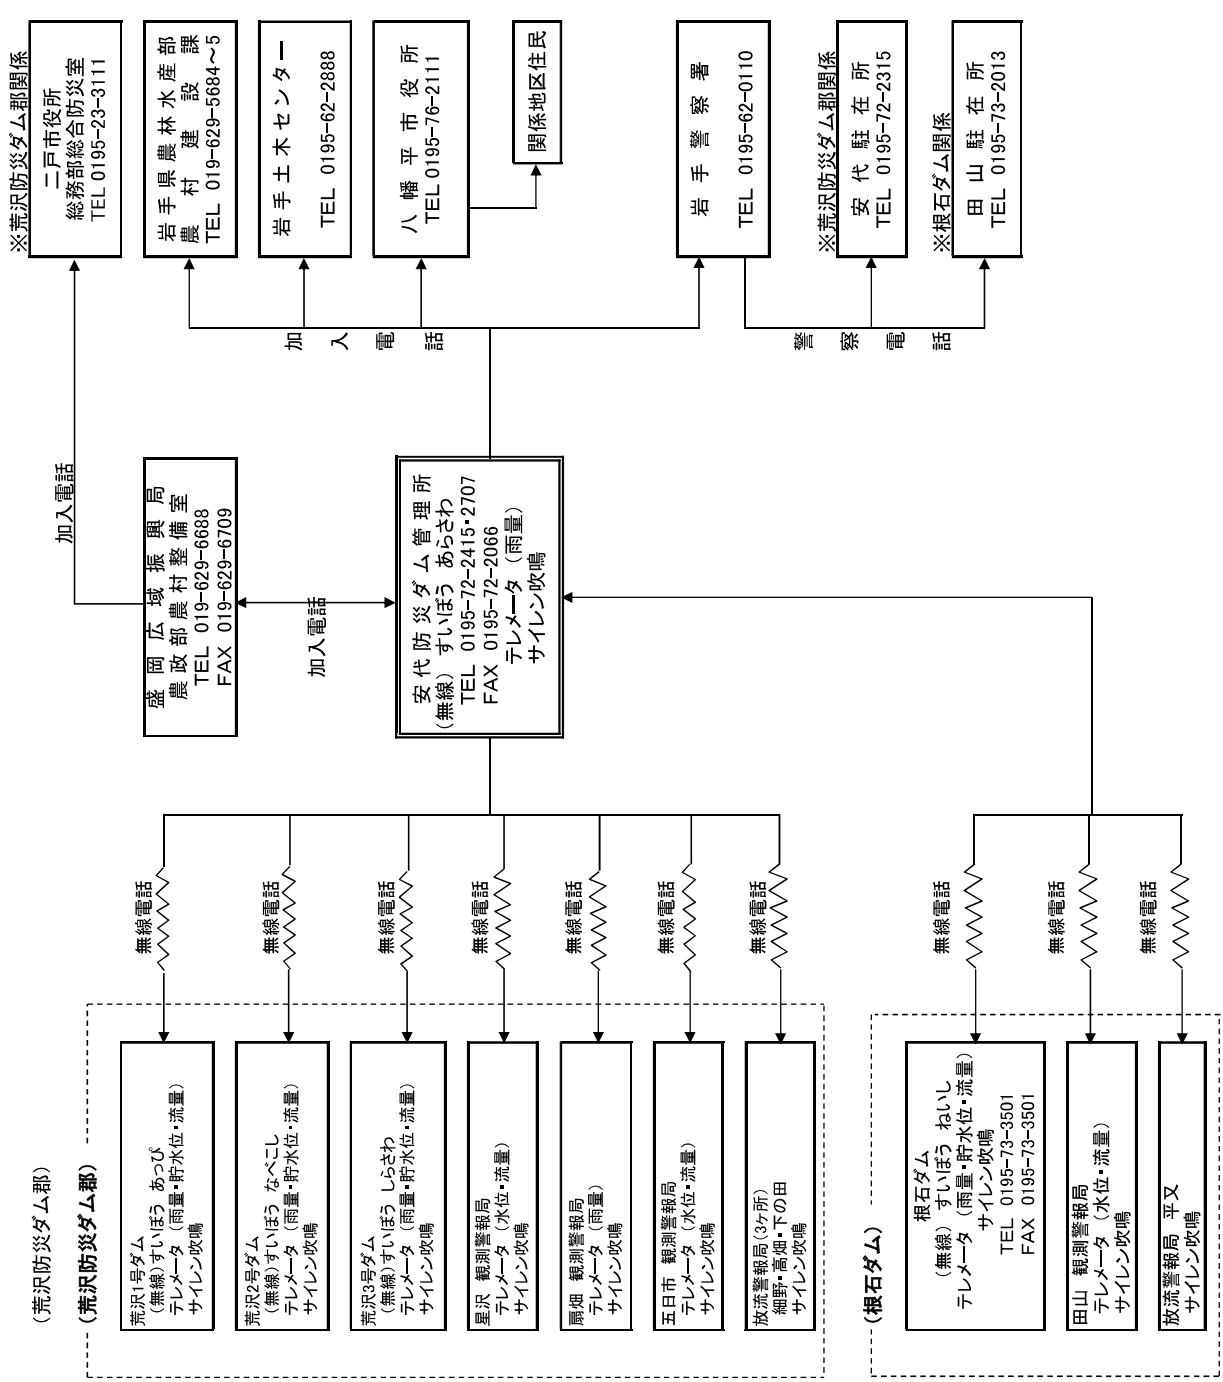 （荒沢防災ダム郡）
（荒沢防災ダム郡）
荒沢1号ダム
(無線)すいぼう あっぴ
テレメータ（雨量・貯水位・流量）
サイレン吹鳴
無線電話
荒沢2号ダム
(無線)すいぼう なべこし
テレメータ（雨量・貯水位・流量）
サイレン吹鳴
無線電話
荒沢3号ダム
(無線)すいぼう しらさわ
テレメータ（雨量・貯水位・流量）
サイレン吹鳴
無線電話
星沢　観測警報局
テレメータ（水位・流量）
サイレン吹鳴
無線電話
扇畑　観測警報局
テレメータ（雨量）
サイレン吹鳴
無線電話
五日市　観測警報局
テレメータ（水位・流量）
サイレン吹鳴
無線電話
放流警報局（3ヶ所）
細野・高畑・下の田
サイレン吹鳴
無線電話
（根石ダム）
根石ダム
（無線）　すいぼう　ねいし
テレメータ（雨量・貯水位・流量）
サイレン吹鳴
TEL　0195-73-3501
FAX　0195-73-3501
無線電話
田山　観測警報局
テレメータ（水位・流量）
サイレン吹鳴
無線電話
放流警報局　平又
サイレン吹鳴
無線電話
盛岡広域振興局
農政部農村整備室
TEL　019-629-6688
FAX　019-629-6709
加入電話
加入電話
安代防災ダム管理所
（無線）　すいぼう　あらさわ
TEL　0195-72-2415・2707
FAX　0195-72-2066
テレメータ（雨量）
サイレン吹鳴
※荒沢防災ダム郡関係
二戸市役所
総務部総合防災室
TEL 0195-23-3111
岩手県農林水産部
農村建設課
TEL　019-629-5684～5
岩手土木センター
TEL　0195-62-2888
八幡平市役所
TEL 0195-76-2111
関係地区住民
加入電話
岩手警察署
TEL　0195-62-0110
警察電話
※荒沢防災ダム郡関係
安代駐在所
TEL　0195-72-2315
※根石ダム関係
田山駐在所
TEL　0195-73-2013